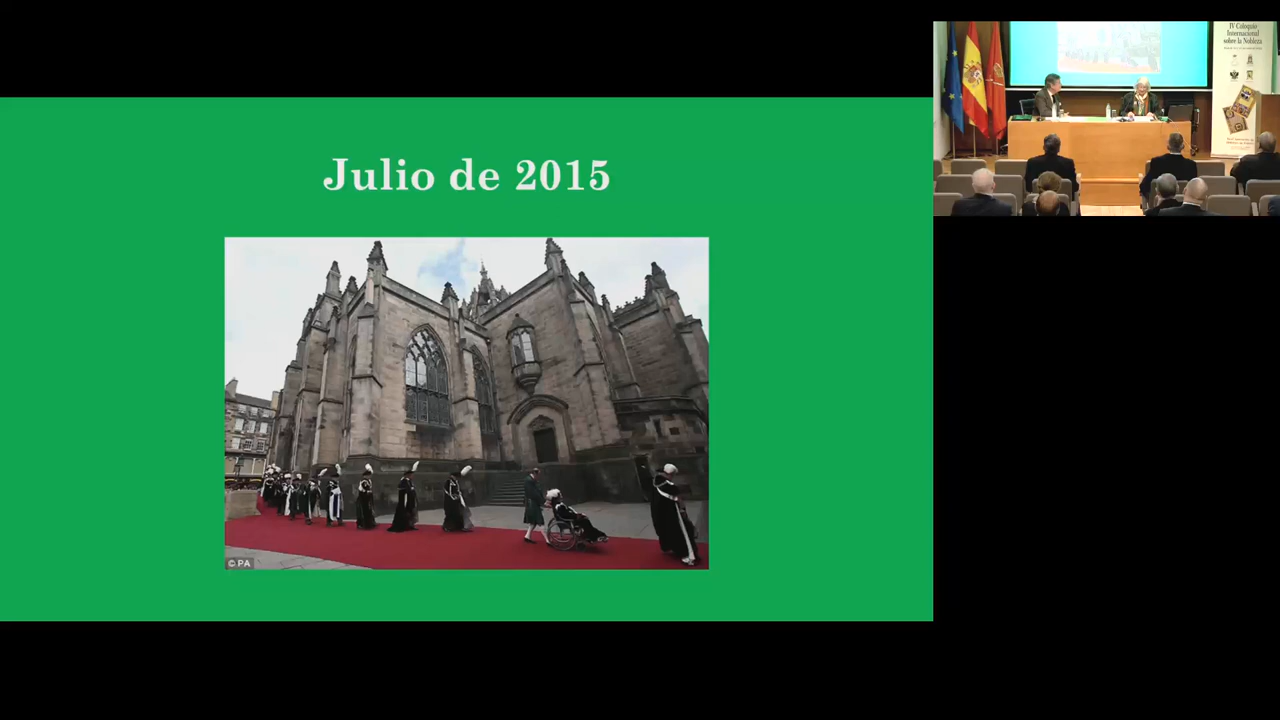 Julio de 2015
© PA
IV Coloquio
Internacional
sobre la Nobleza